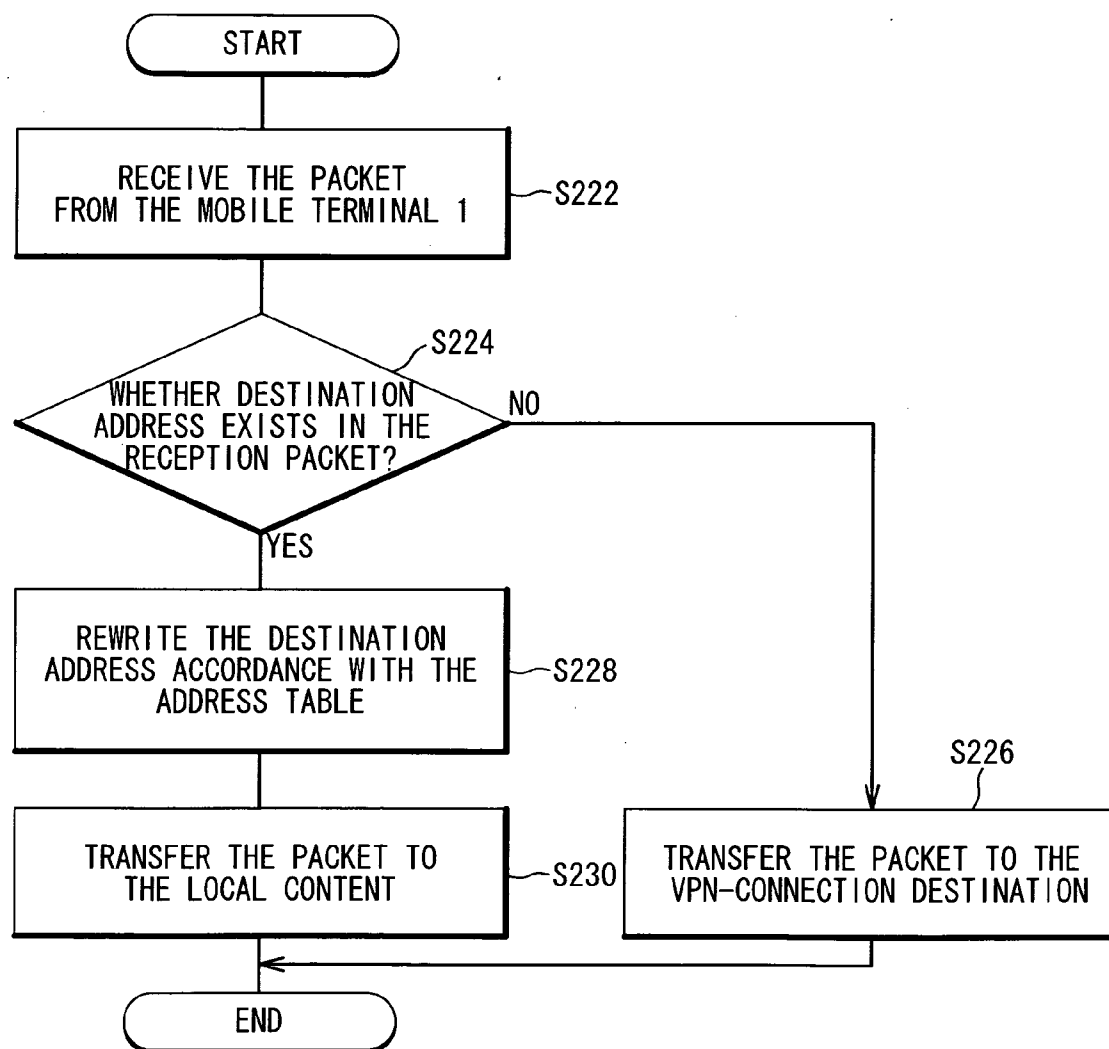 START
RECEIVE THE PACKET
FROM THE MOBILE TERMINAL 1
S222
S224
WHETHER DESTINATION
ADDRESS EXISTS IN THE
RECEPTION PACKET?
NO
YES
REWRITE THE DESTINATION
ADDRESS ACCORDANCE WITH THE
ADDRESS TABLE
S228
S226
TRANSFER THE PACKET TO
THE LOCAL CONTENT
S230
TRANSFER THE PACKET TO THE
VPN-CONNECTION DESTINATION
END